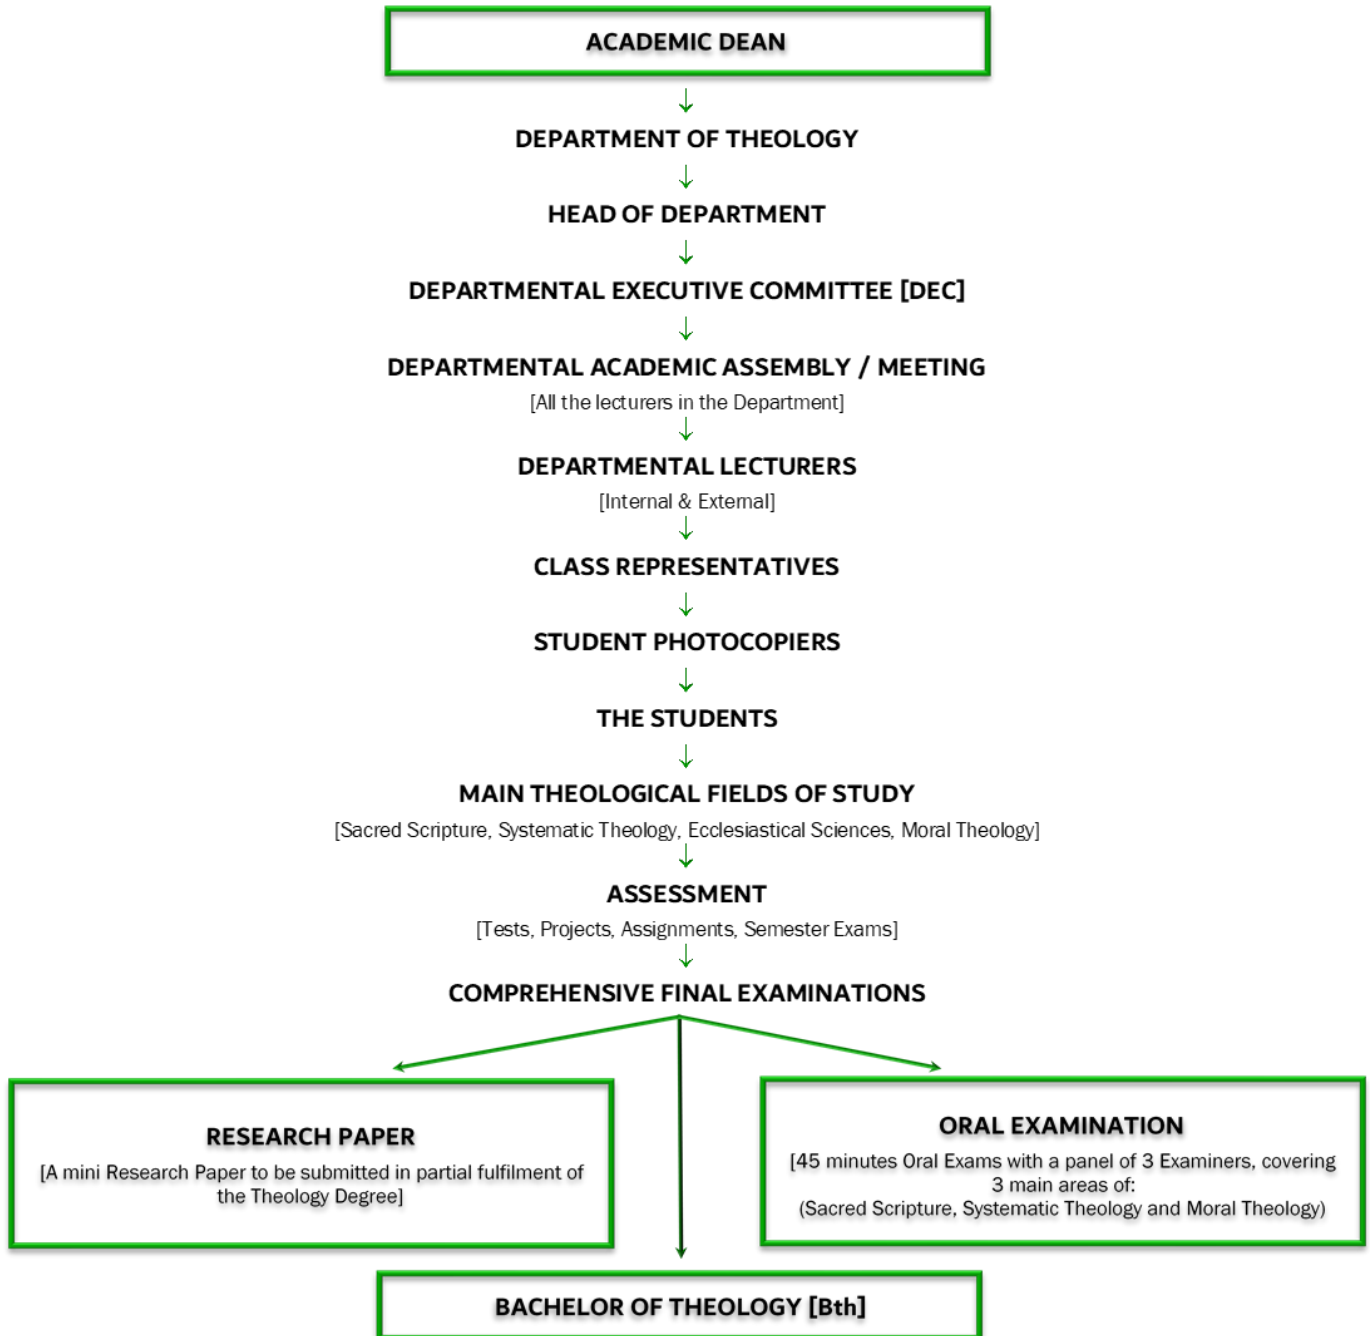 ACADEMIC DEAN
DEPARTMENT OF THEOLOGY
HEAD OF DEPARTMENT
DEPARTMENTAL EXECUTIVE COMMITTEE [DEC]
DEPARTMENTAL ACADEMIC ASSEMBLY / MEETING
[All the lecturers in the Department]
DEPARTMENTAL LECTURERS
[Internal & External]
CLASS REPRESENTATIVES
STUDENT PHOTOCOPIERS
THE STUDENTS
MAIN THEOLOGICAL FIELDS OF STUDY
[Sacred Scripture, Systematic Theology, Ecclesiastical Sciences, Moral Theology]
ASSESSMENT
[Tests, Projects, Assignments, Semester Exams]
COMPREHENSIVE FINAL EXAMINATIONS
RESEARCH PAPER
[A mini Research Paper to be submitted in partial fulfilment of
the Theology Degree]
ORAL EXAMINATION
[45 minutes Oral Exams with a panel of 3 Examiners, covering
3 main areas of:
(Sacred Scripture, Systematic Theology and Moral Theology)
BACHELOR OF THEOLOGY [Bth]